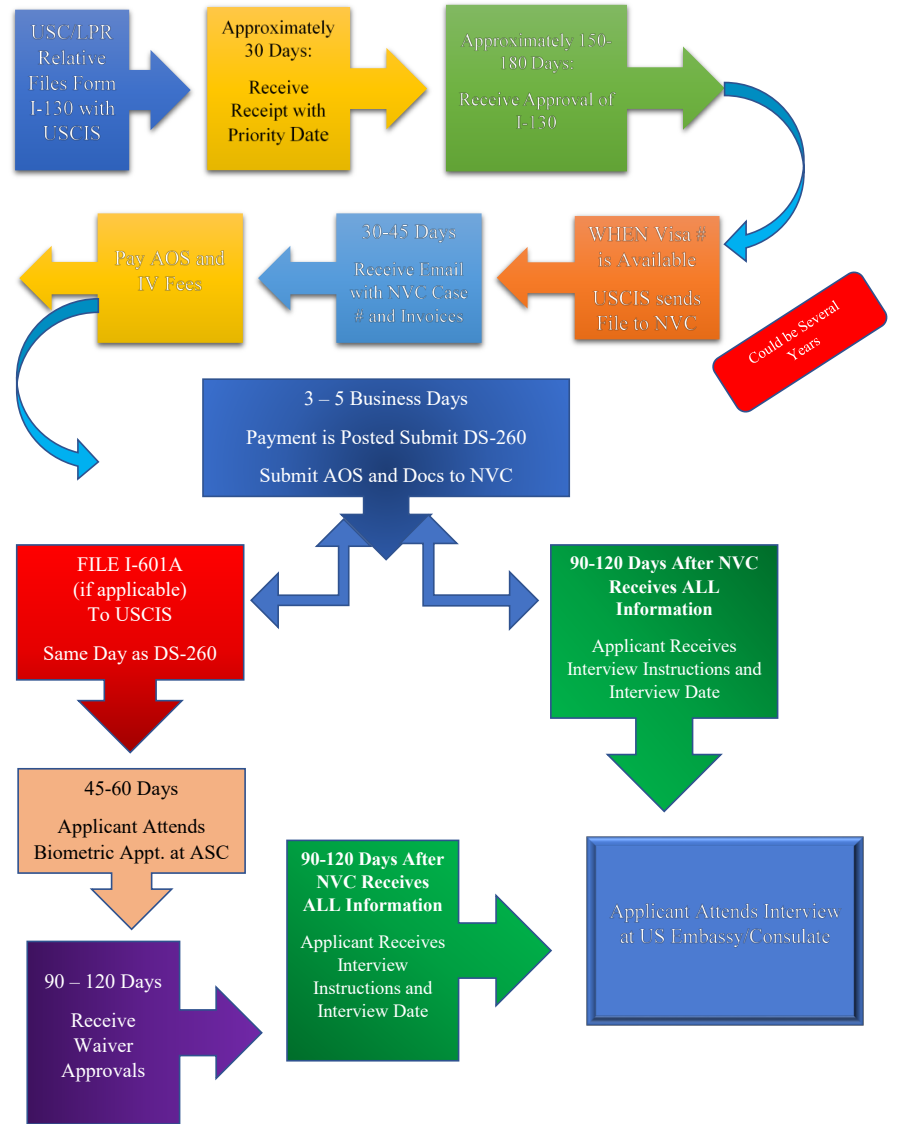 USC/LPR
Relative
Files Form
I-130 with
USCIS
Approximately
30 Days:
Receive
Receipt with
Priority Date
Approximately 150-
180 Days:
Receive Approval of
I-130
WHEN Visa #
is Available
USCIS sends
File to NVC
Could be Several
Years
30-45 Days
Receive Email
with NVC Case
# and Invoices
Pay AOS and
IV Fees
3 – 5 Business Days
Payment is Posted Submit DS-260
Submit AOS and Docs to NVC
FILE I-601A
(if applicable)
To USCIS
Same Day as DS-260
45-60 Days
Applicant Attends
Biometric Appt. at ASC
90 – 120 Days
Receive
Waiver
Approvals
90-120 Days After
NVC Receives
ALL Information
Applicant Receives
Interview
Instructions and
Interview Date
90-120 Days After NVC
Receives ALL
Information
Applicant Receives
Interview Instructions and
Interview Date
Applicant Attends Interview
at US Embassy/Consulate